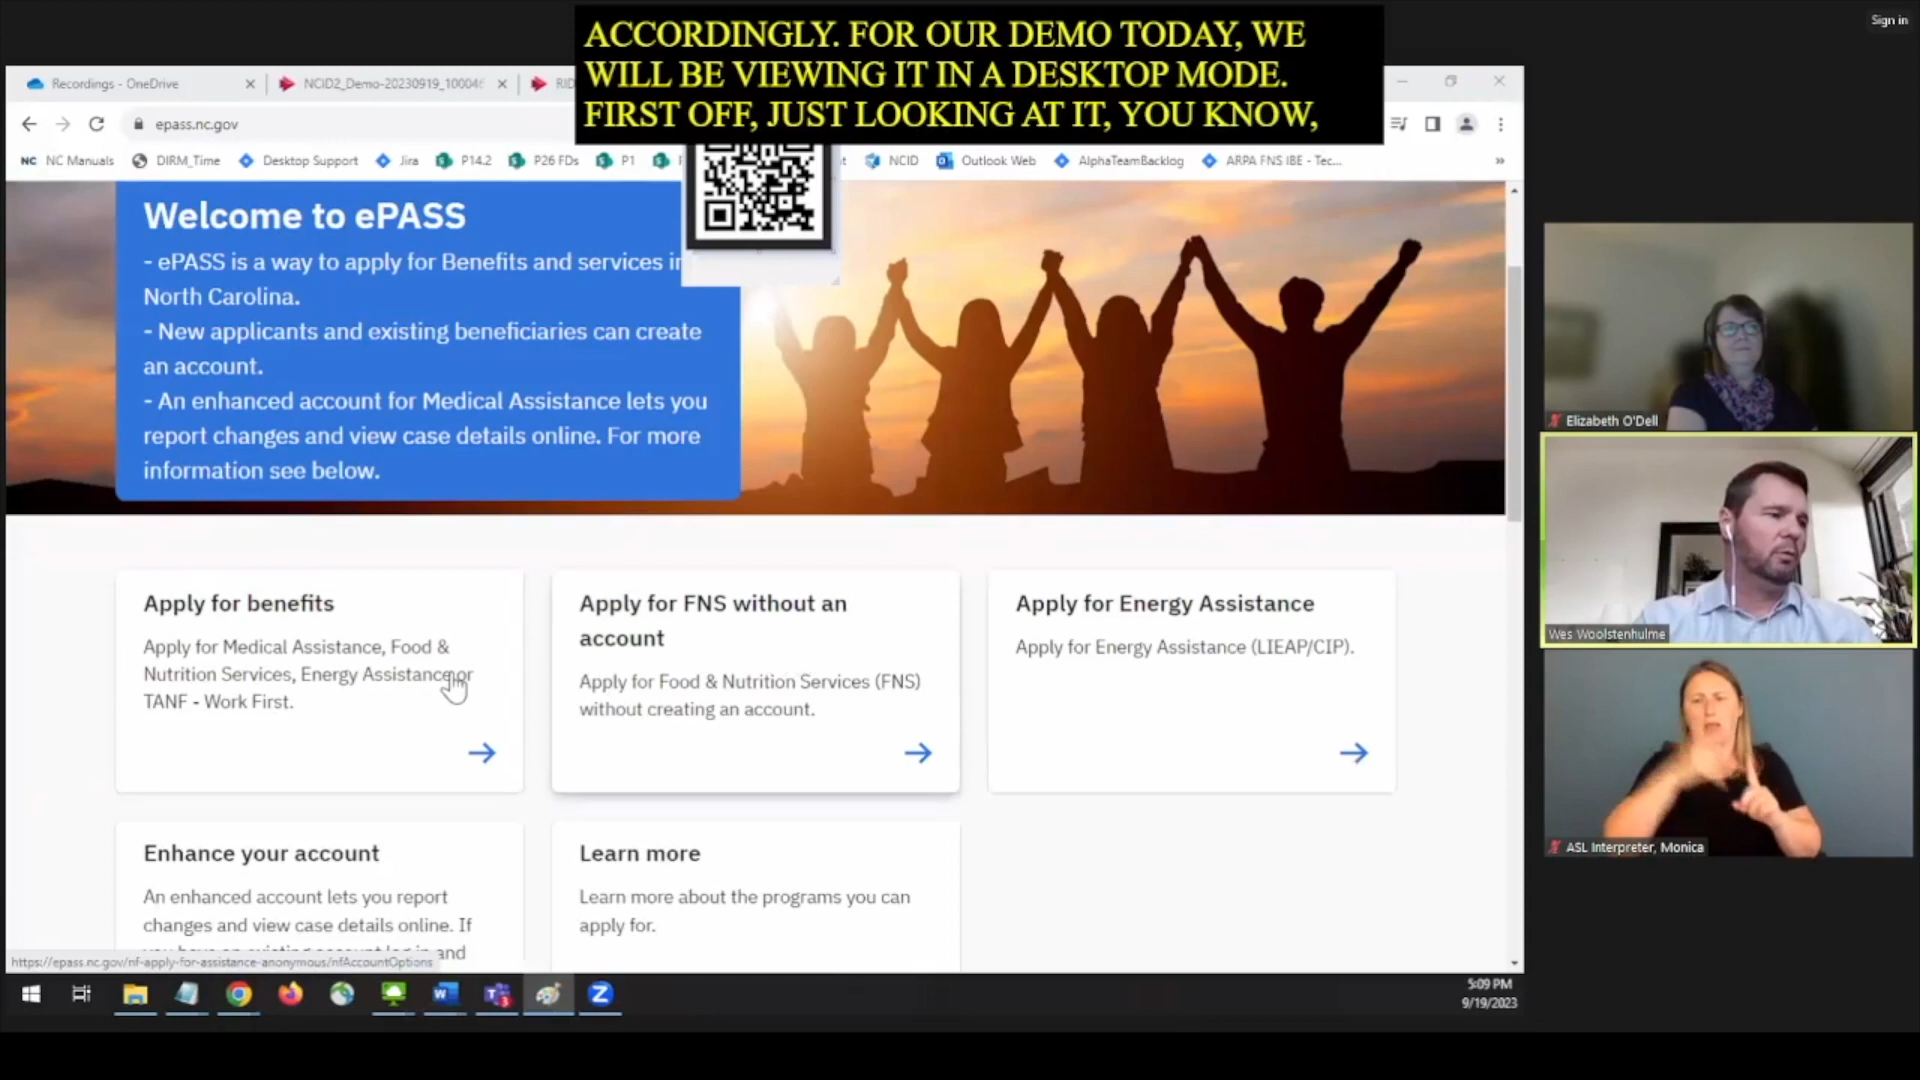 Sign in
ACCORDINGLY. FOR OUR DEMO TODAY, WE
WILL BE VIEWING IT IN A DESKTOP MODE.
FIRST OFF, JUST LOOKING AT IT, YOU KNOW,
Recordings - OneDrive
NCID2_Demo-20230919_10004
RID
epass.nc.gov
NC NC Manuals
DIRM_Time
Desktop Support
Jira
P14.2
P26 FDs
P1
NCID
Outlook Web
AlphaTeamBacklog
ARPA FNS IBE - Tec...
Welcome to ePASS
- ePASS is a way to apply for Benefits and services in
North Carolina.
- New applicants and existing beneficiaries can create
an account.
- An enhanced account for Medical Assistance lets you
report changes and view case details online. For more
information see below.
Apply for benefits
Apply for Medical Assistance, Food &
Nutrition Services, Energy Assistance or
TANF - Work First.
Apply for FNS without an
account
Apply for Food & Nutrition Services (FNS)
without creating an account.
Apply for Energy Assistance
Apply for Energy Assistance (LIEAP/CIP).
Enhance your account
An enhanced account lets you report
changes and view case details online. If
and
Learn more
Learn more about the programs you can
apply for.
https://epass.nc.gov/nf-apply-for-assistance-anonymous/nfAccountOptions
5:09 PM
9/19/2023
Elizabeth O'Dell
Wes Woolstenhulme
ASL Interpreter, Monica